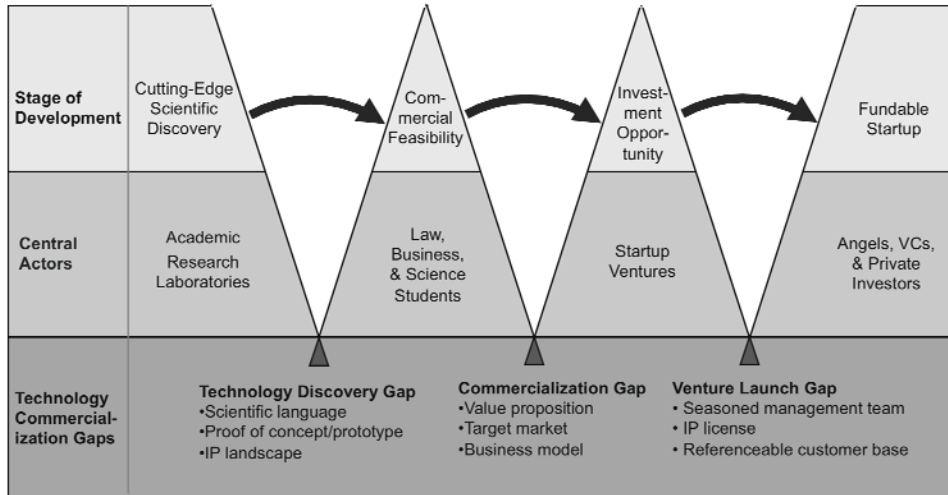 Stage of
Development
Cutting-Edge
Scientific
Discovery
Com-
mercial
Feasibility
Invest-
ment
Oppor-
tunity
Fundable
Startup
Central
Actors
Academic
Research
Laboratories
Law,
Business,
& Science
Students
Startup
Ventures
Angels, VCs,
& Private
Investors
Technology
Commercial-
ization Gaps
Technology Discovery Gap
•Scientific language
•Proof of concept/prototype
•IP landscape
Commercialization Gap
•Value proposition
•Target market
•Business model
Venture Launch Gap
• Seasoned management team
• IP license
• Referenceable customer base